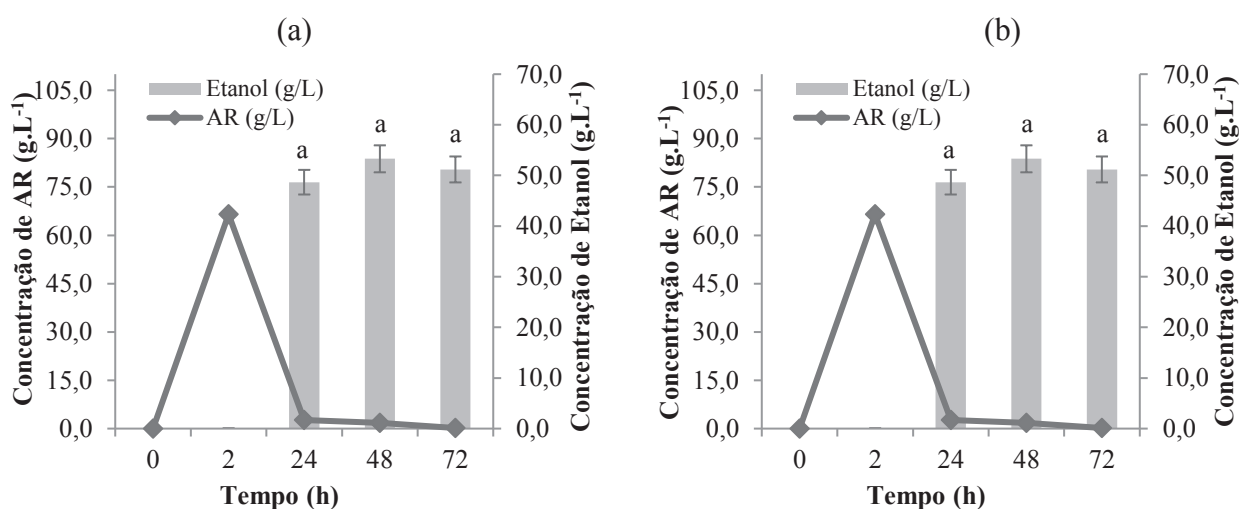 (a)
Concentração de AR (g.L-1)
105,0
90,0
75,0
60,0
45,0
30,0
15,0
0,0
Etanol (g/L)
AR (g/L)
a
a
a
70,0
60,0
50,0
40,0
30,0
20,0
10,0
0,0
Concentração de Etanol (g.L-1)
0 2 24 48 72
Tempo (h)
(b)
Concentração de AR (g.L-1)
105,0
90,0
75,0
60,0
45,0
30,0
15,0
0,0
Etanol (g/L)
AR (g/L)
a
a
a
70,0
60,0
50,0
40,0
30,0
20,0
10,0
0,0
Concentração de Etanol (g.L-1)
0 2 24 48 72
Tempo (h)